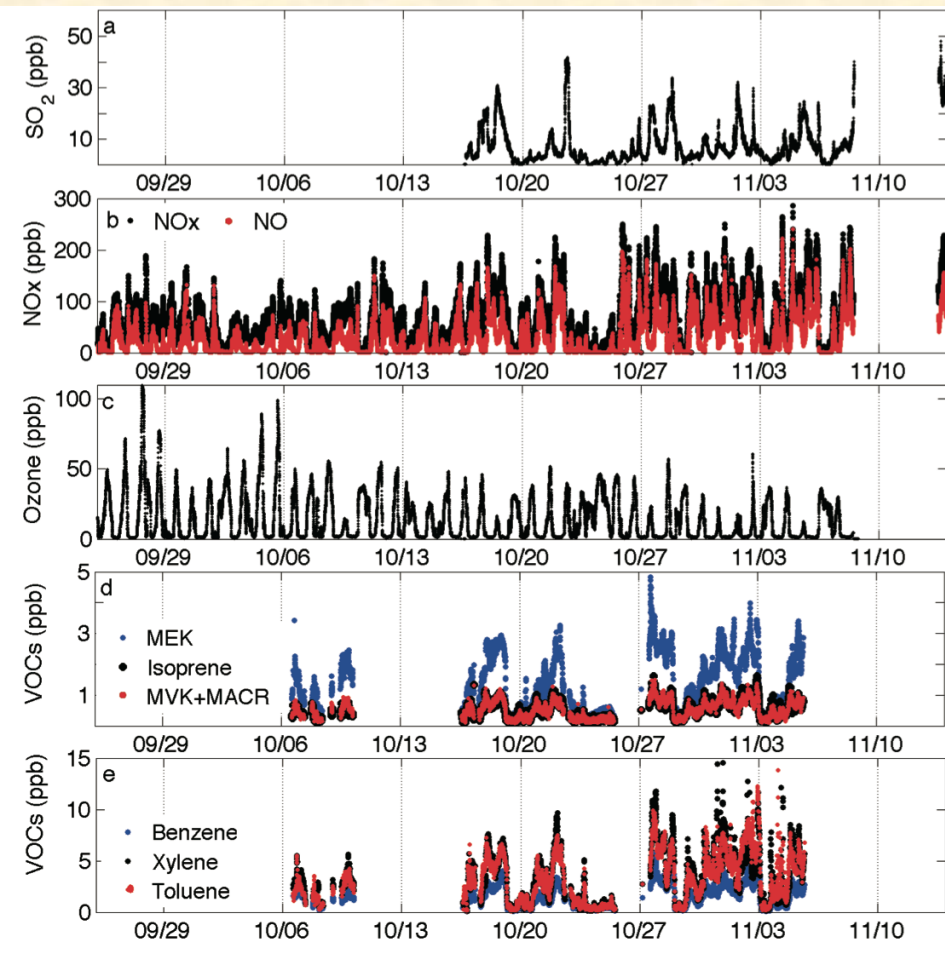 a
SO2 (ppb)
50
30
10
09/29 10/06 10/13 10/20 10/27 11/03 11/10
b • NOx • NO
NOx (ppb)
300
200
100
0
09/29 10/06 10/13 10/20 10/27 11/03 11/10
c
Ozone (ppb)
100
50
0
09/29 10/06 10/13 10/20 10/27 11/03 11/10
d
VOCs (ppb)
5
3
1
MEK
Isoprene
MVK+MACR
09/29 10/06 10/13 10/20 10/27 11/03 11/10
e
VOCs (ppb)
15
10
5
0
Benzene
Xylene
Toluene
09/29 10/06 10/13 10/20 10/27 11/03 11/10